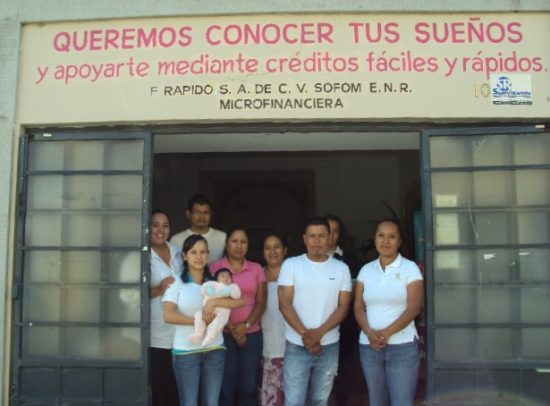 QUEREMOS CONOCER TUS SUEÑOS
y apoyarte mediante créditos fáciles y rápidos.
F RAPIDO S. A. DE C. V. SOFOM E.N.R.
MICROFINANCIERA